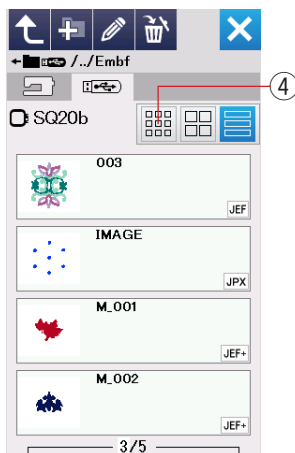 /../Embf
④
SQ20b
003
JEF
IMAGE
JPX
M_001
JEF+
M_002
JEF+
3/5